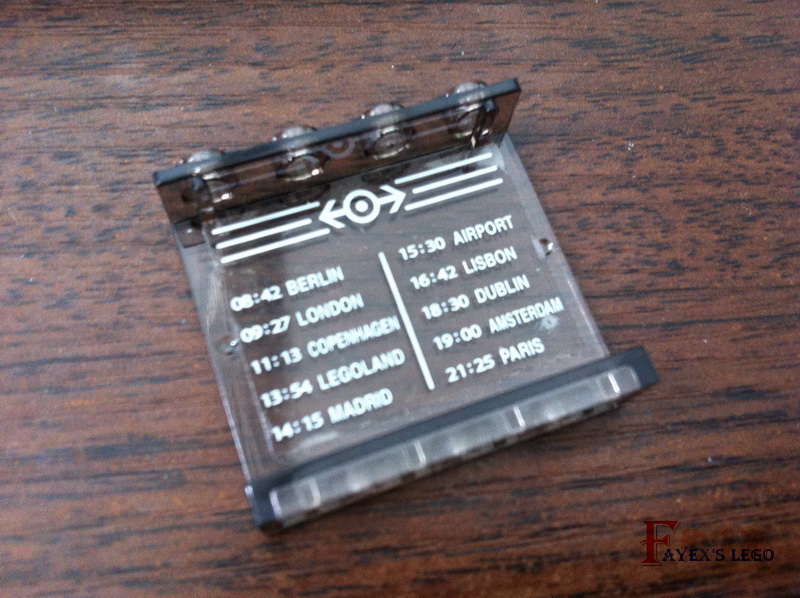 08:42 BERLIN
09:27 LONDON
11:13 COPENHAGEN
13:54 LEGOLAND
14:15 MADRID
15:30 AIRPORT
16:42 LISBON
18:30 DUBLIN
19:00 AMSTERDAM
21:25 PARIS
FAYEX'S LEGO